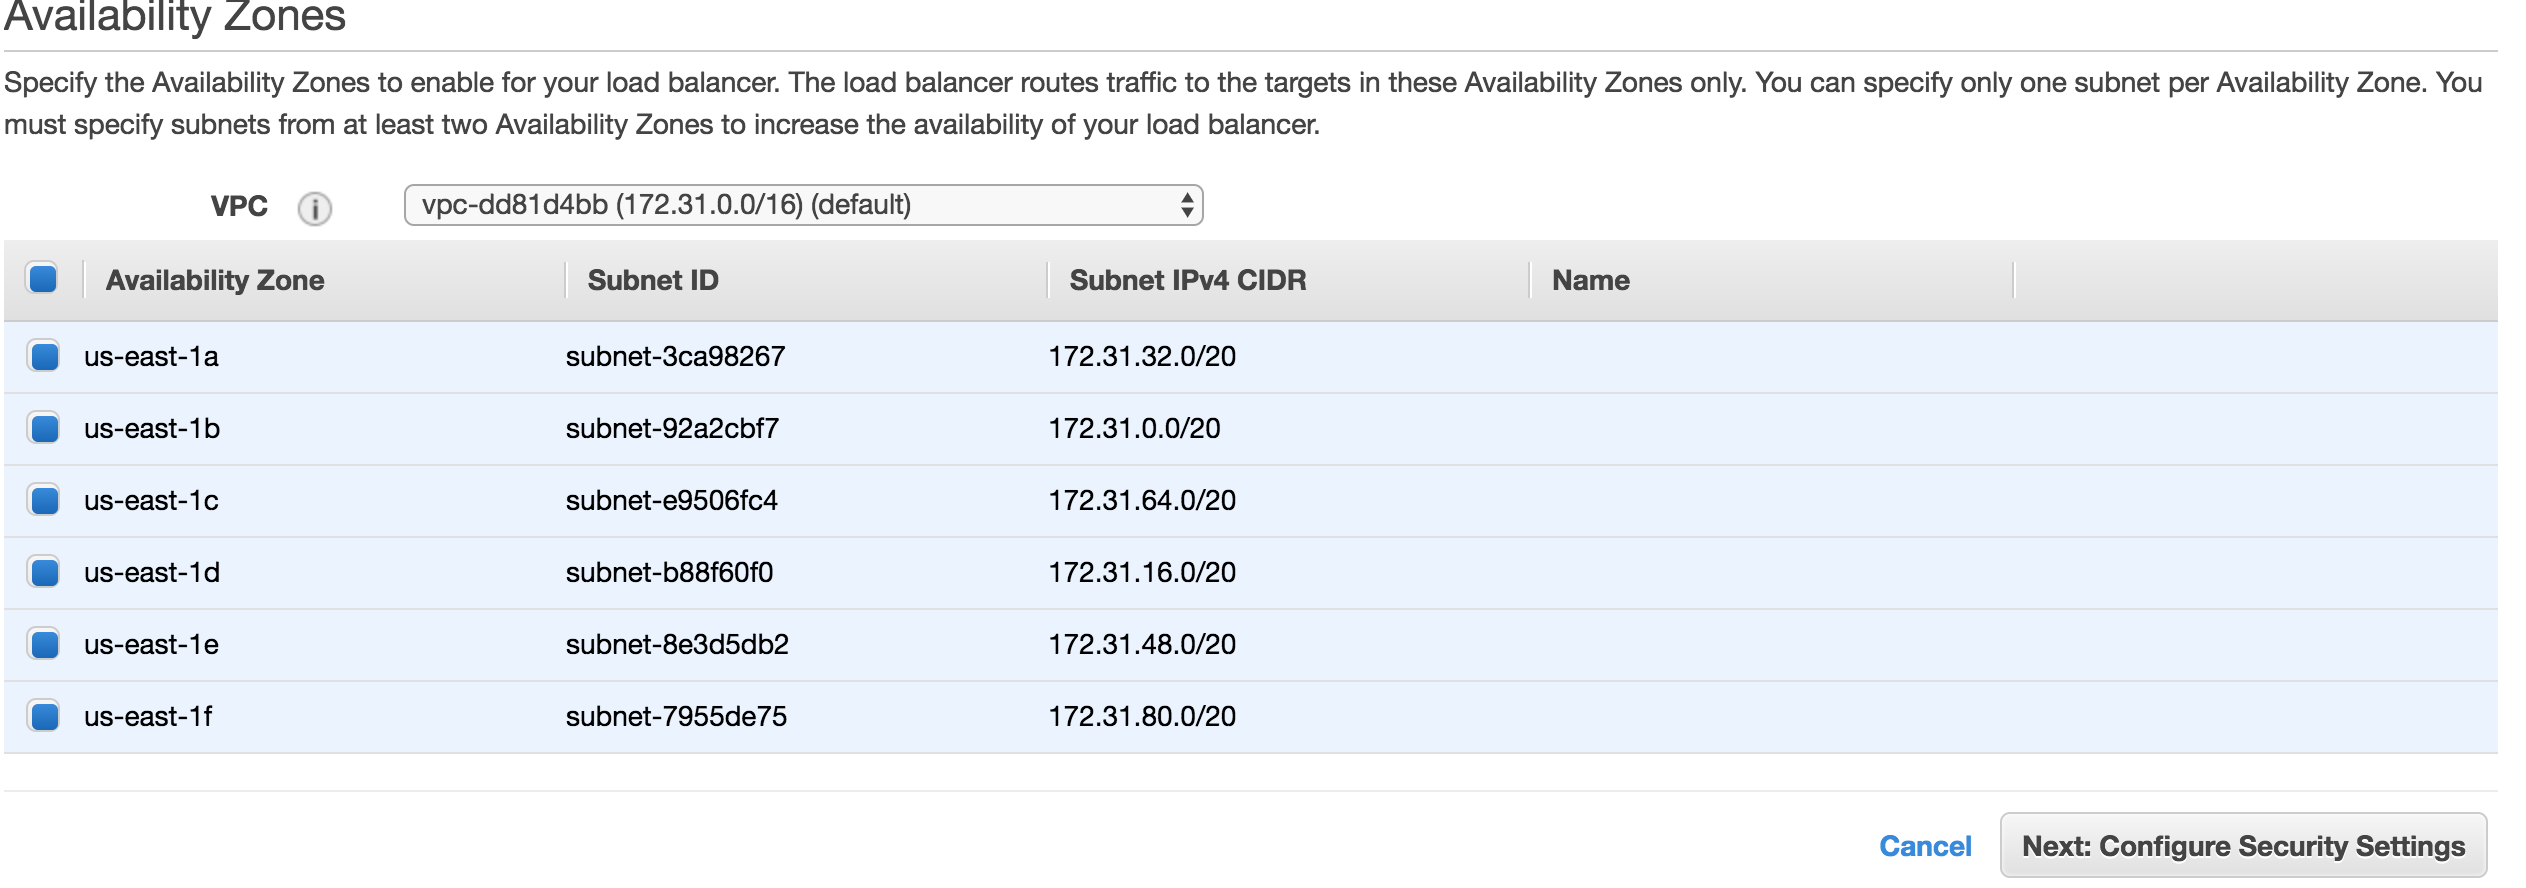 Availability Zones
Specify the Availability Zones to enable for your load balancer. The load balancer routes traffic to the targets in these Availability Zones only. You can specify only one subnet per Availability Zone. You
must specify subnets from at least two Availability Zones to increase the availability of your load balancer.
VPC i vpc-dd81d4bb (172.31.0.0/16) (default)
Availability Zone Subnet ID Subnet IPv4 CIDR Name
us-east-1a subnet-3ca98267 172.31.32.0/20
us-east-1b subnet-92a2cbf7 172.31.0.0/20
us-east-1c subnet-e9506fc4 172.31.64.0/20
us-east-1d subnet-b88f60f0 172.31.16.0/20
us-east-1e subnet-8e3d5db2 172.31.48.0/20
us-east-1f subnet-7955de75 172.31.80.0/20
Cancel Next: Configure Security Settings